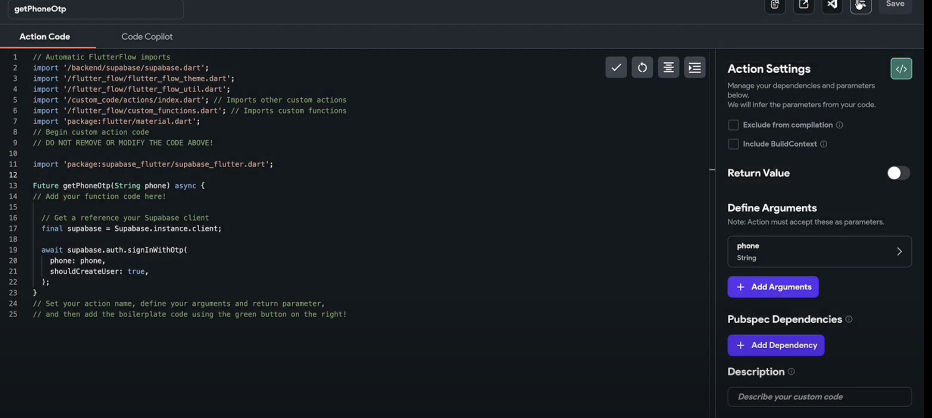 getPhoneOtp
Save
Action Code
Code Copilot
1 // Automatic FlutterFlow imports
2 import '/backend/supabase/supabase.dart';
3 import '/flutter_flow/flutter_flow_theme.dart';
4 import '/flutter_flow/flutter_flow_util.dart';
5 import '/custom_code/actions/index.dart'; // Imports other custom actions
6 import '/flutter_flow/custom_functions.dart'; // Imports custom functions
7 import 'package:flutter/material.dart';
8 // Begin custom action code
9 // DO NOT REMOVE OR MODIFY THE CODE ABOVE!
10
11 import 'package:supabase_flutter/supabase_flutter.dart';
12
13 Future getPhoneOtp(String phone) async {
14 // Add your function code here!
15
16 // Get a reference your Supabase client
17 final supabase = Supabase.instance.client;
18
19 await supabase.auth.signInWithOtp(
20 phone: phone,
21 shouldCreateUser: true,
22 );
23 }
24 // Set your action name, define your arguments and return parameter,
25 // and then add the boilerplate code using the green button on the right!
Action Settings
Manage your dependencies and parameters
below.
We will infer the parameters from your code.
Exclude from compilation
Include BuildContext
Return Value
Define Arguments
Note: Action must accept these as parameters.
phone
String
+ Add Arguments
Pubspec Dependencies
+ Add Dependency
Description
Describe your custom code